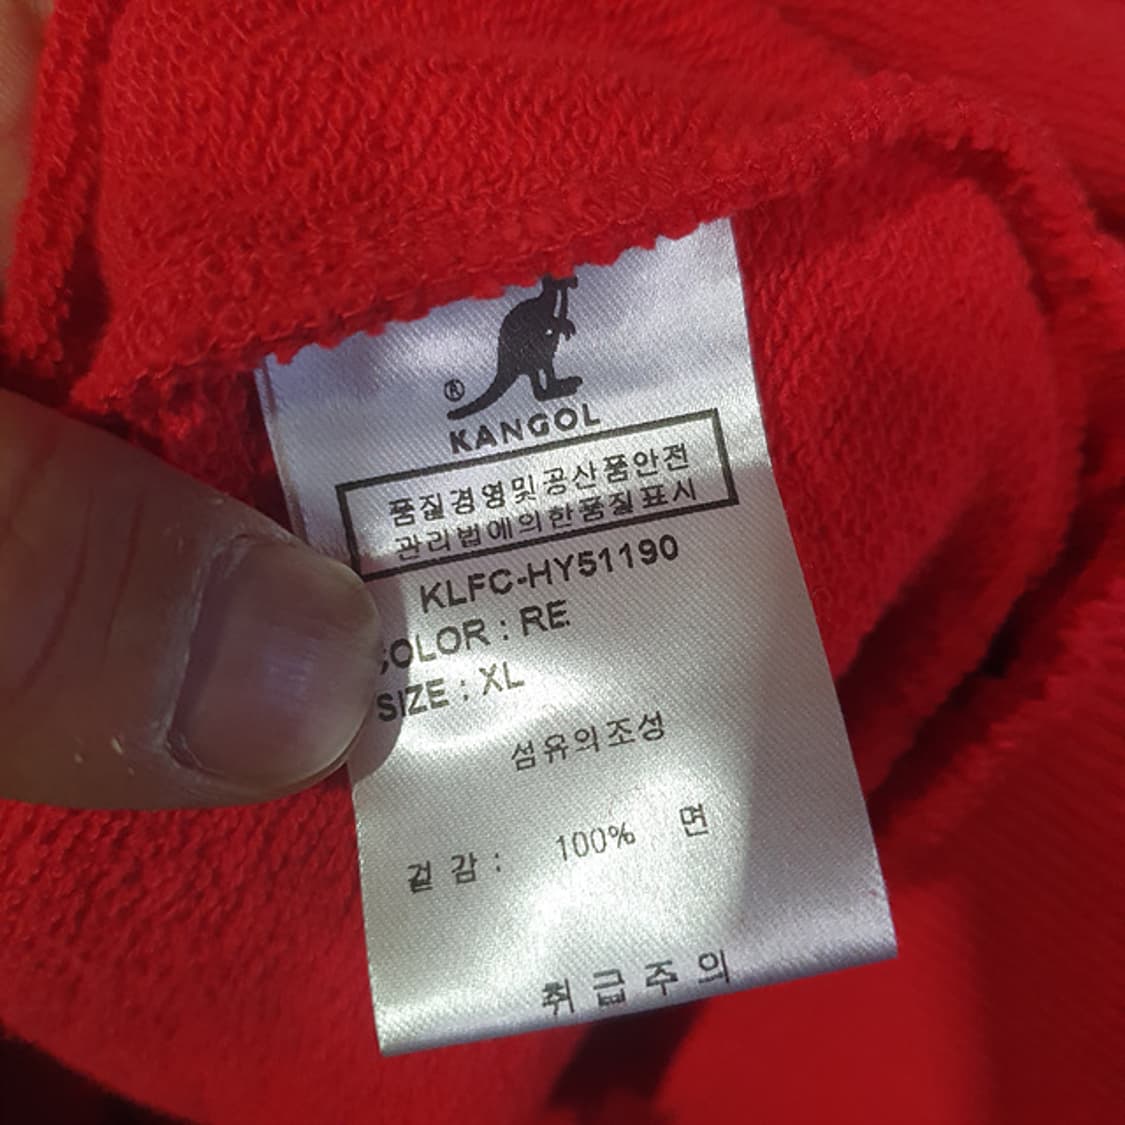 ®
KANGOL
품질경영및공산품안전
관리법에의한품질표시
KLFC-HY51190
COLOR : RE
SIZE : XL
섬유의조성
겉감 : 100% 면
취급주의